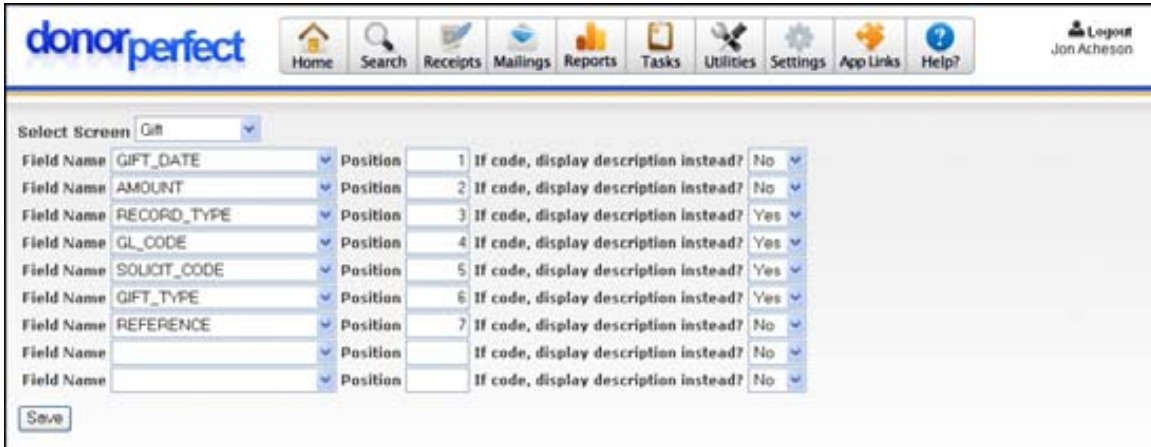 donorperfect
Home Search Receipts Mailings Reports Tasks Utilities Settings App Links Help?
Logout
Jon Acheson
Select Screen Gift
Field Name GIFT_DATE Position 1 If code, display description instead? No
Field Name AMOUNT Position 2 If code, display description instead? No
Field Name RECORD_TYPE Position 3 If code, display description instead? Yes
Field Name GL_CODE Position 4 If code, display description instead? Yes
Field Name SOLICIT_CODE Position 5 If code, display description instead? Yes
Field Name GIFT_TYPE Position 6 If code, display description instead? Yes
Field Name REFERENCE Position 7 If code, display description instead? No
Field Name Position If code, display description instead? No
Field Name Position If code, display description instead? No
Save